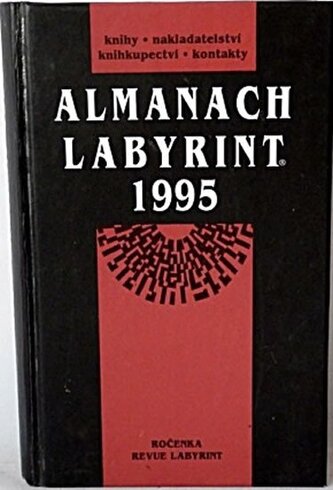 knihy • nakladatelství
knihkupectví • kontakty
ALMANACH
LABYRINT®
1995
ROČENKA
REVUE LABYRINT